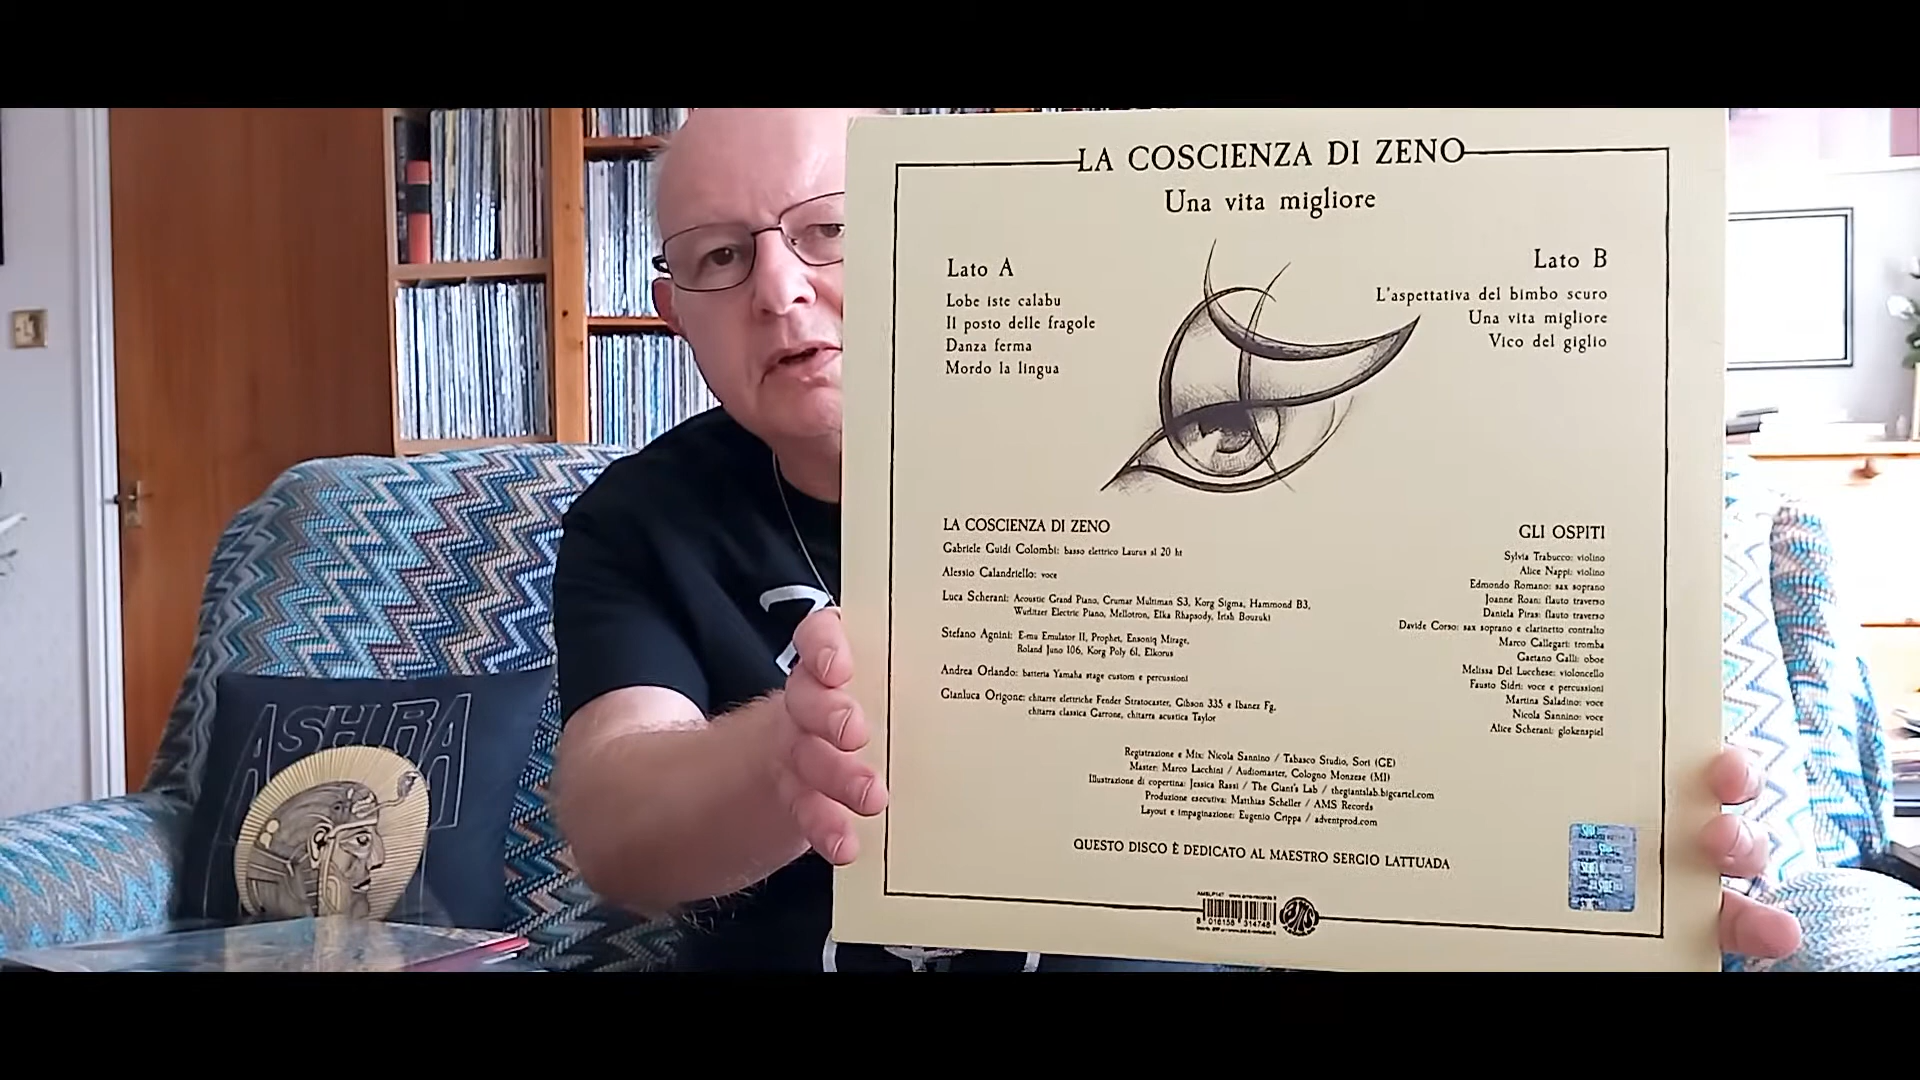 LA COSCIENZA DI ZENO
Una vita migliore
Lato A
Lobe iste calabu
Il posto delle fragole
Danza ferma
Mordo la lingua
Lato B
L'aspettativa del bimbo scuro
Una vita migliore
Vico del giglio
LA COSCIENZA DI ZENO
Gabriele Guidi Colombi: basso elettrico Laurus sl 20 ht
Alessio Calandriello: voce
Luca Scherani: Acoustic Grand Piano, Crumar Multiman S3, Korg Sigma, Hammond B3,
Wurlitzer Electric Piano, Mellotron, Elka Rhapsody, Irish Bouzuki
Stefano Agnini: E-mu Emulator II, Prophet, Ensoniq Mirage,
Roland Juno 106, Korg Poly 61, Elkorus
Andrea Orlando: batteria Yamaha stage custom e percussioni
Gianluca Origone: chitarre elettriche Fender Stratocaster, Gibson 335 e Ibanez Fg,
chitarra classica Garrone, chitarra acustica Taylor
GLI OSPITI
Sylvia Trabucco: violino
Alice Nappi: violino
Edmondo Romano: sax soprano
Joanne Roan: flauto traverso
Daniela Piras: flauto traverso
Davide Corso: sax soprano e clarinetto contralto
Marco Callegari: tromba
Gaetano Galli: oboe
Melissa Del Lucchese: violoncello
Fausto Sidri: voce e percussioni
Martina Saladino: voce
Nicola Sannino: voce
Alice Scherani: glokenspiel
Registrazione e Mix: Nicola Sannino / Tabasco Studio, Sori (GE)
Master: Marco Lacchini / Audiomaster, Cologno Monzese (MI)
Illustrazione di copertina: Jessica Rassi / The Giant's Lab / thegiantslab.bigcartel.com
Produzione esecutiva: Matthias Scheller / AMS Records
Layout e impaginazione: Eugenio Crippa / adventprod.com
QUESTO DISCO È DEDICATO AL MAESTRO SERGIO LATTUADA
8 016158 314748
AMS
ASHRA